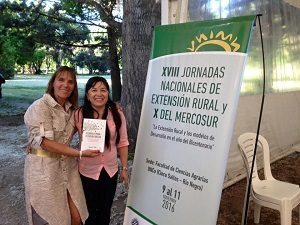 XVIII JORNADAS
NACIONALES DE
EXTENSIÓN RURAL y
X DEL MERCOSUR
"La Extensión Rural y los modelos de
Desarrollo en el año del Bicentenario"
Sede: Facultad de Ciencias Agrarias
UNCo (Cinco Saltos - Río Negro)
9 al 11
2016